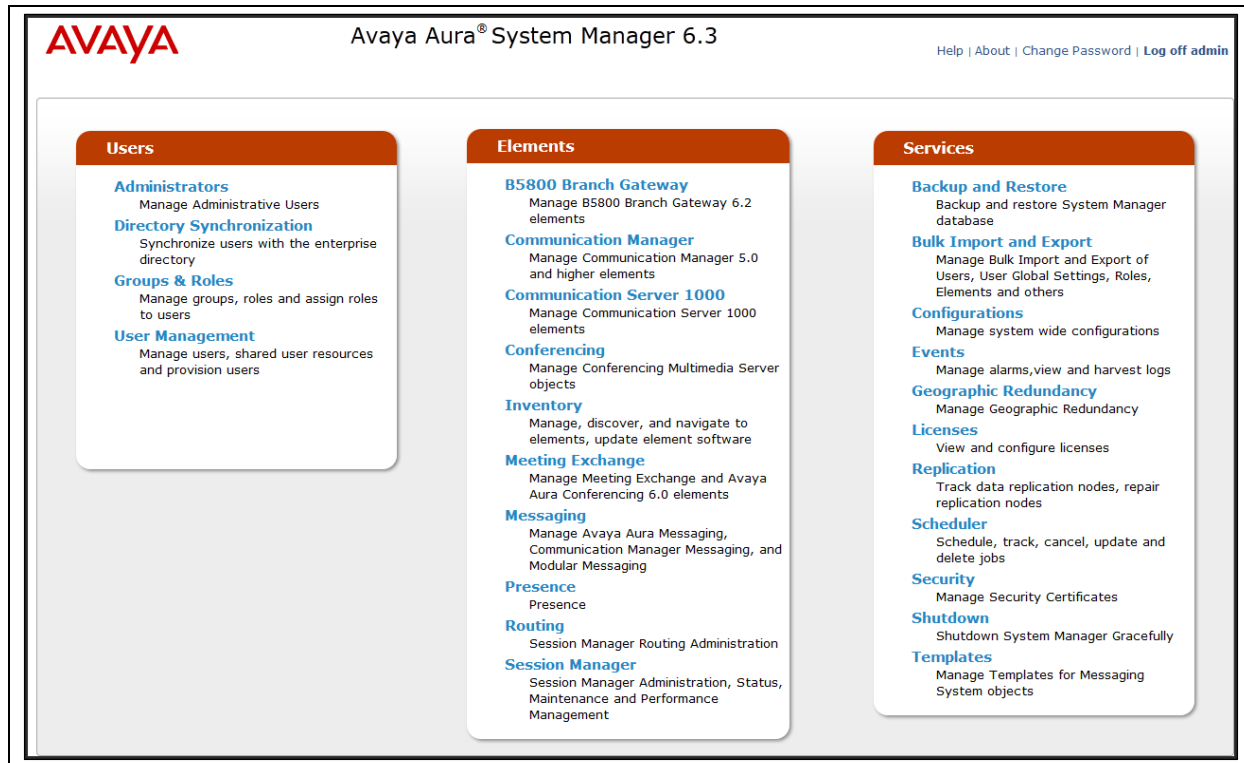 AVAYA
Avaya Aura® System Manager 6.3
Help | About | Change Password | Log off admin
Users
Administrators
Manage Administrative Users
Directory Synchronization
Synchronize users with the enterprise
directory
Groups & Roles
Manage groups, roles and assign roles
to users
User Management
Manage users, shared user resources
and provision users
Elements
B5800 Branch Gateway
Manage B5800 Branch Gateway 6.2
elements
Communication Manager
Manage Communication Manager 5.0
and higher elements
Communication Server 1000
Manage Communication Server 1000
elements
Conferencing
Manage Conferencing Multimedia Server
objects
Inventory
Manage, discover, and navigate to
elements, update element software
Meeting Exchange
Manage Meeting Exchange and Avaya
Aura Conferencing 6.0 elements
Messaging
Manage Avaya Aura Messaging,
Communication Manager Messaging, and
Modular Messaging
Presence
Presence
Routing
Session Manager Routing Administration
Session Manager
Session Manager Administration, Status,
Maintenance and Performance
Management
Services
Backup and Restore
Backup and restore System Manager
database
Bulk Import and Export
Manage Bulk Import and Export of
Users, User Global Settings, Roles,
Elements and others
Configurations
Manage system wide configurations
Events
Manage alarms,view and harvest logs
Geographic Redundancy
Manage Geographic Redundancy
Licenses
View and configure licenses
Replication
Track data replication nodes, repair
replication nodes
Scheduler
Schedule, track, cancel, update and
delete jobs
Security
Manage Security Certificates
Shutdown
Shutdown System Manager Gracefully
Templates
Manage Templates for Messaging
System objects